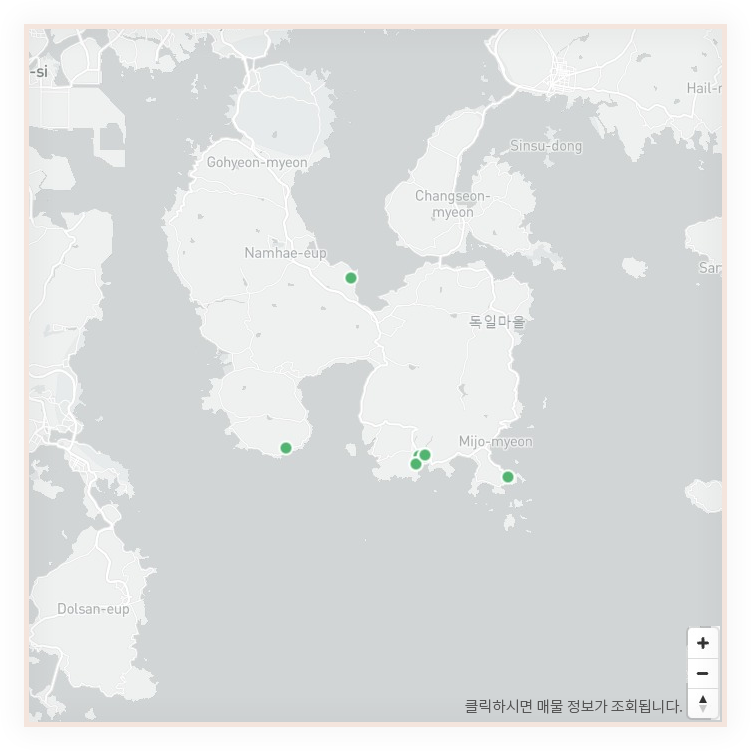 -si
Hail-r
Sinsu-dong
Gohyeon-myeon
Changseon-
myeon
Namhae-eup
Sar
독일마을
Mijo-myeon
Dolsan-eup
클릭하시면 매물 정보가 조회됩니다.